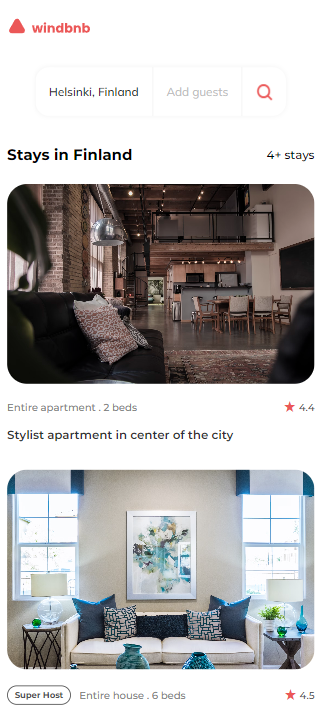 windbnb
Helsinki, Finland Add guests
Stays in Finland 4+ stays
Entire apartment . 2 beds 4.4
Stylist apartment in center of the city
Super Host Entire house . 6 beds 4.5